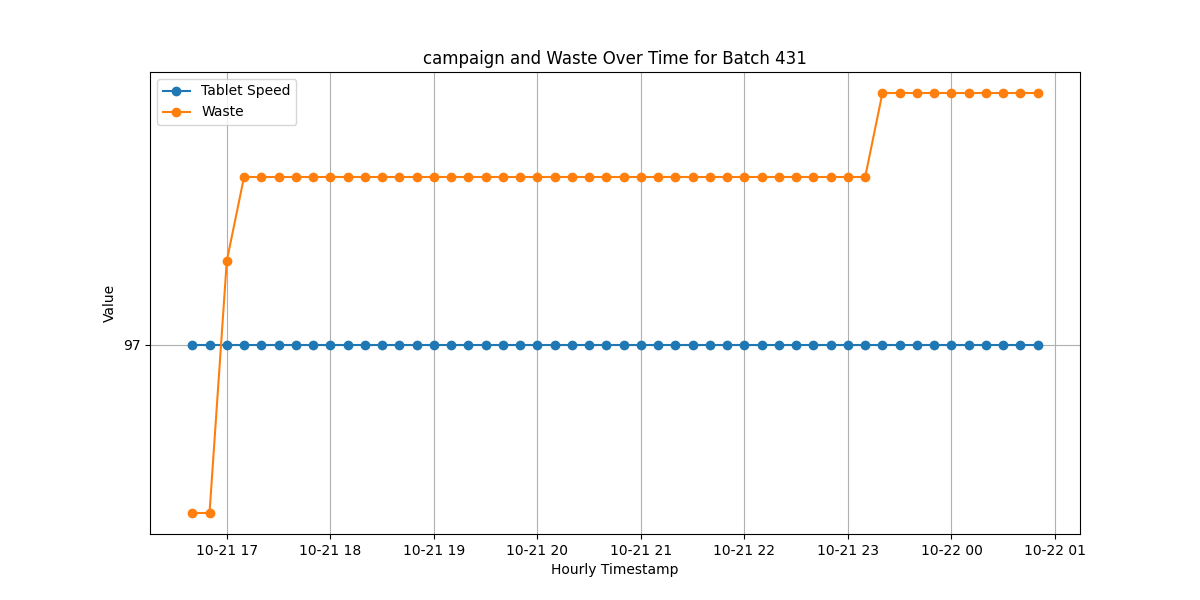 campaign and Waste Over Time for Batch 431
Tablet Speed
Waste
Value
97
10-21 17
10-21 18
10-21 19
10-21 20
10-21 21
10-21 22
10-21 23
10-22 00
10-22 01
Hourly Timestamp